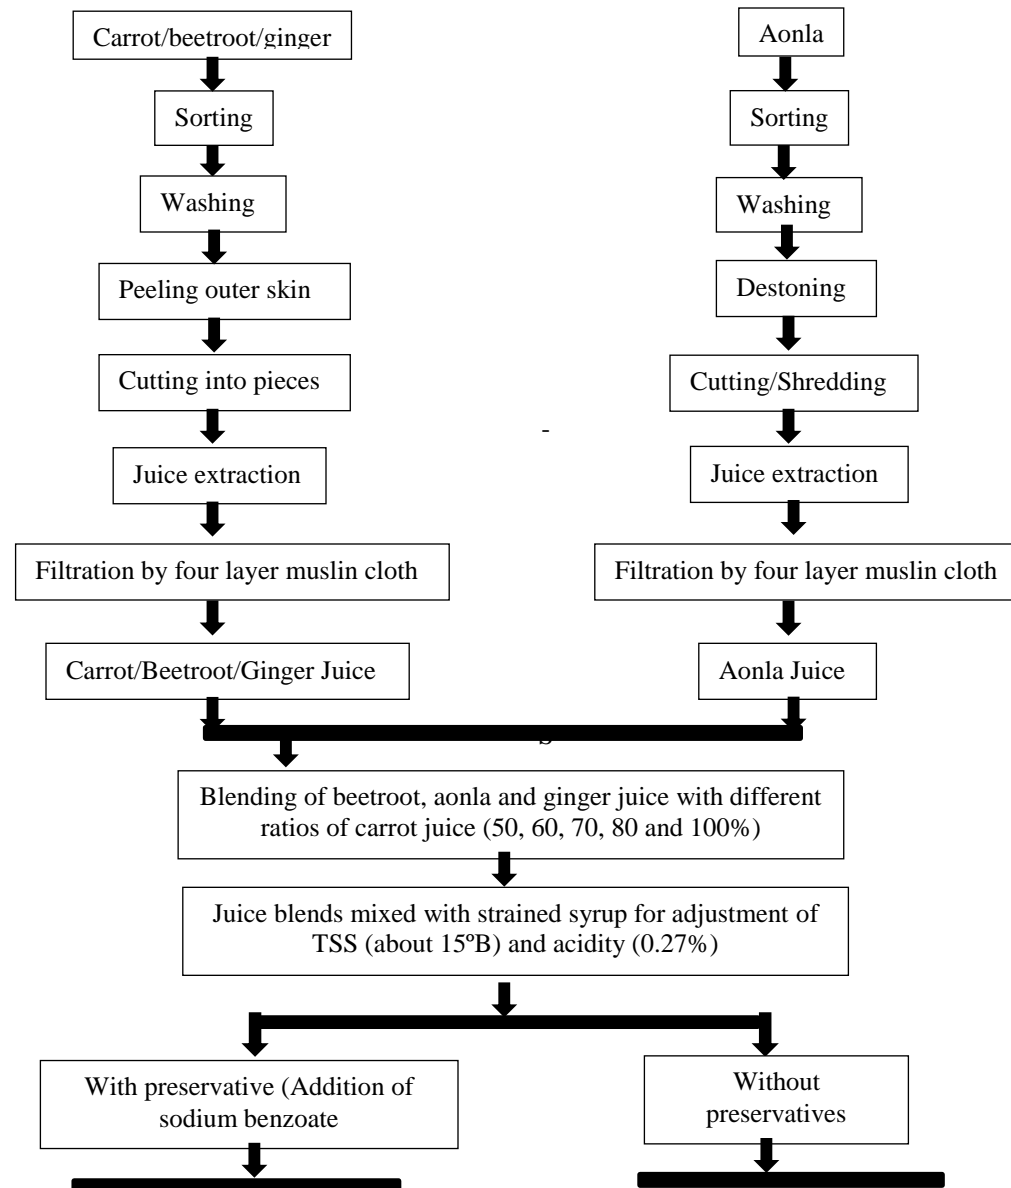 Carrot/beetroot/ginger
Sorting
Washing
Peeling outer skin
Cutting into pieces
Juice extraction
Filtration by four layer muslin cloth
Carrot/Beetroot/Ginger Juice
Aonla
Sorting
Washing
Destoning
Cutting/Shredding
-
Juice extraction
Filtration by four layer muslin cloth
Aonla Juice
Blending of beetroot, aonla and ginger juice with different
ratios of carrot juice (50, 60, 70, 80 and 100%)
Juice blends mixed with strained syrup for adjustment of
TSS (about 15ºB) and acidity (0.27%)
With preservative (Addition of
sodium benzoate
Without
preservatives